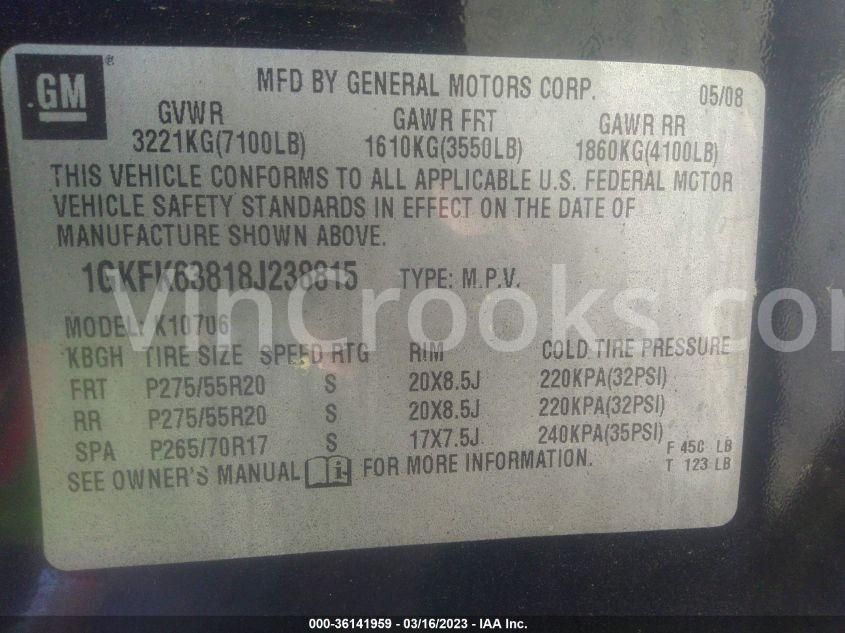 GM
MFD BY GENERAL MOTORS CORP. 05/08
GVWR GAWR FRT GAWR RR
3221KG(7100LB) 1610KG(3550LB) 1860KG(4100LB)
THIS VEHICLE CONFORMS TO ALL APPLICABLE U.S. FEDERAL MOTOR
VEHICLE SAFETY STANDARDS IN EFFECT ON THE DATE OF
MANUFACTURE SHOWN ABOVE.
1GKFK63818J238815 TYPE: M.P.V.
VinCrooks.com
MODEL: K10706
KBGH TIRE SIZE SPEED RTG RIM COLD TIRE PRESSURE
FRT P275/55R20 S 20X8.5J 220KPA(32PSI)
RR P275/55R20 S 20X8.5J 220KPA(32PSI)
SPA P265/70R17 S 17X7.5J 240KPA(35PSI)
SEE OWNER'S MANUAL i FOR MORE INFORMATION.
F 450 LB
T 123 LB
000-36141959 — 03/16/2023 — IAA Inc.